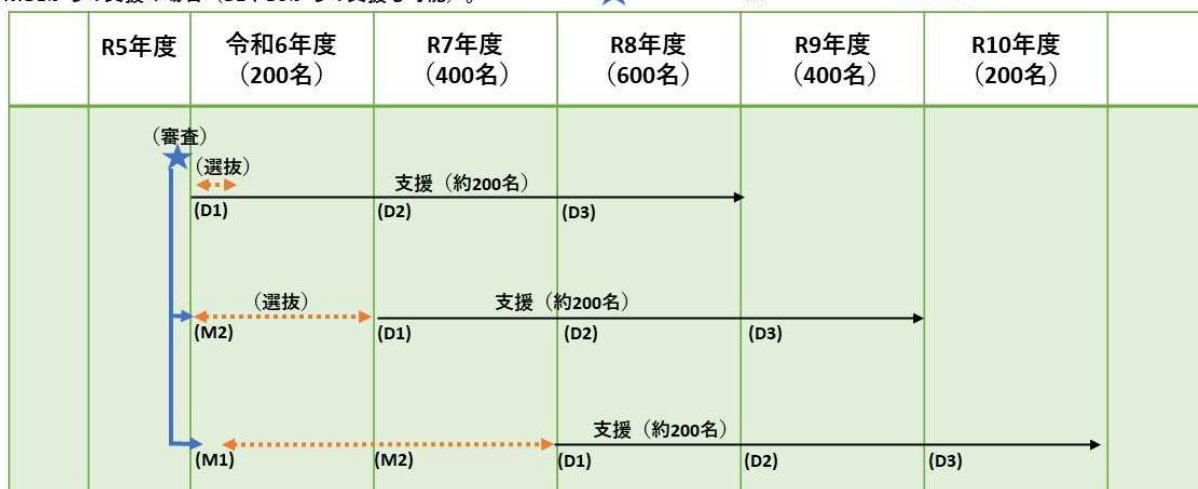 R5年度
令和6年度
(200名)
R7年度
(400名)
R8年度
(600名)
R9年度
(400名)
R10年度
(200名)
(審査)
(選抜)
支援(約200名)
(D1)
(D2)
(D3)
(選抜)
支援(約200名)
(M2)
(D1)
(D2)
(D3)
支援(約200名)
(M1)
(M2)
(D1)
(D2)
(D3)